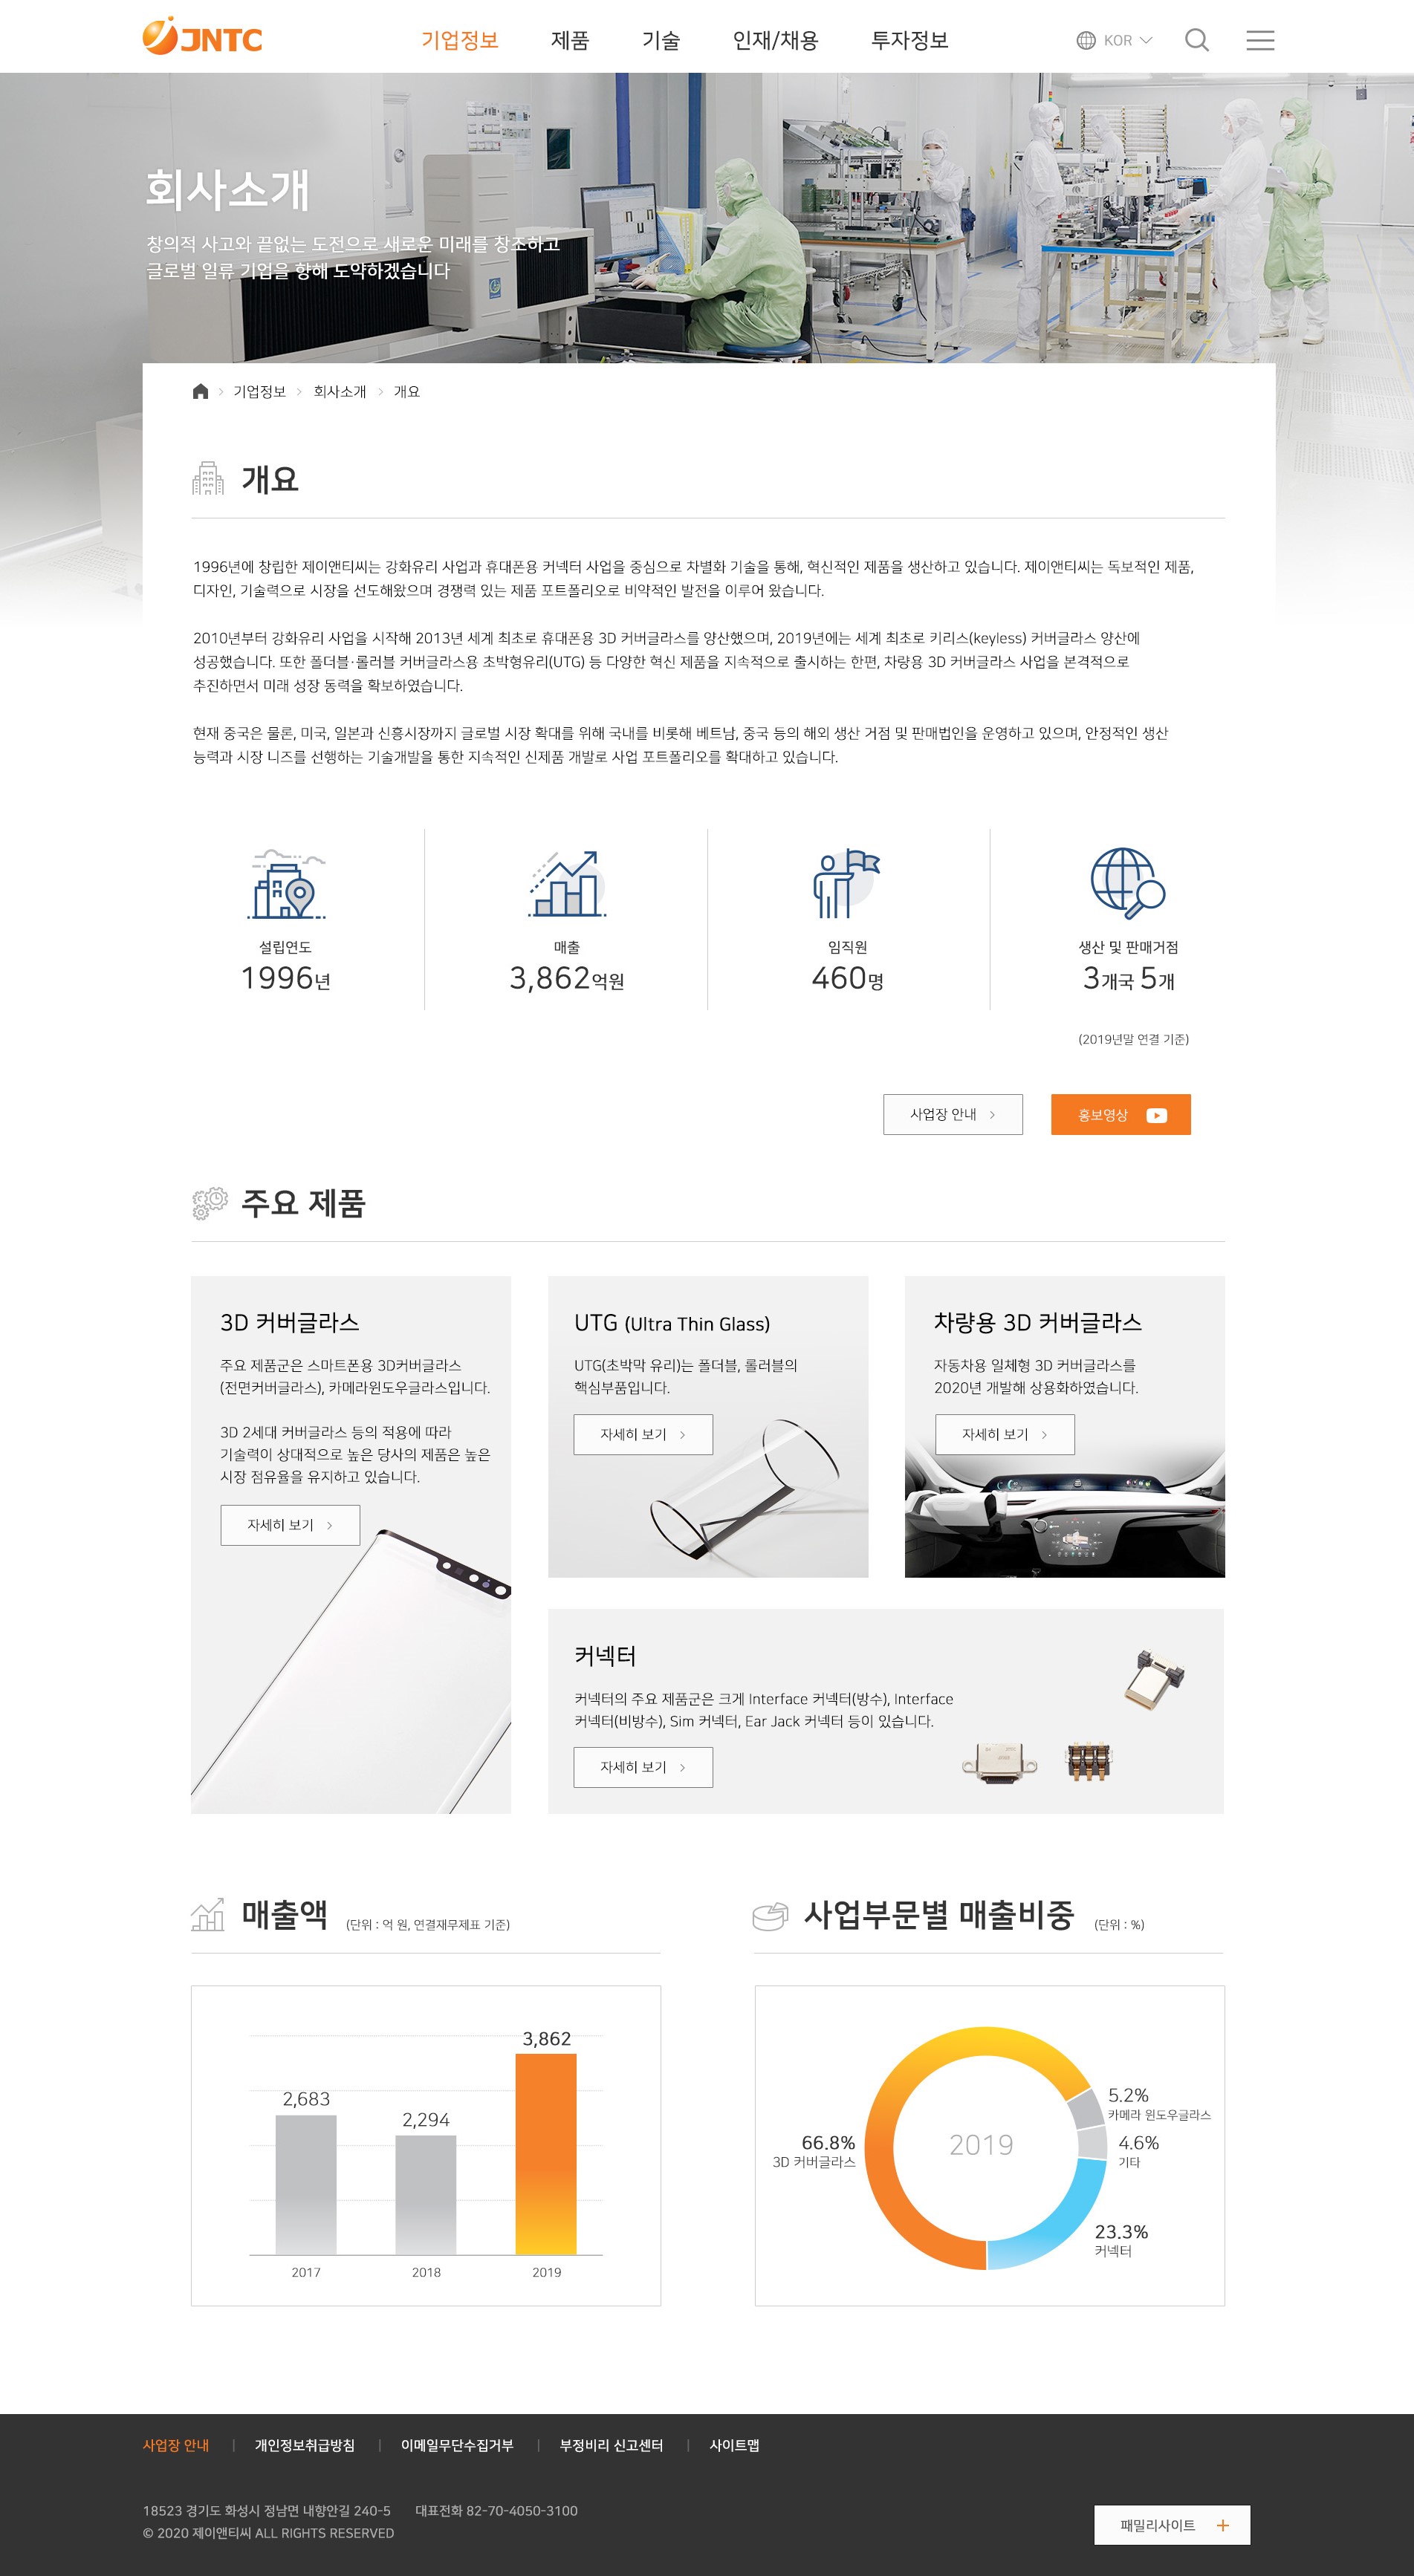 JNTC
기업정보
제품
기술
인재/채용
투자정보
KOR
회사소개
창의적 사고와 끝없는 도전으로 새로운 미래를 창조하고
글로벌 일류 기업을 향해 도약하겠습니다
기업정보
회사소개
개요
개요
1996년에 창립한 제이앤티씨는 강화유리 사업과 휴대폰용 커넥터 사업을 중심으로 차별화 기술을 통해, 혁신적인 제품을 생산하고 있습니다. 제이앤티씨는 독보적인 제품,
디자인, 기술력으로 시장을 선도해왔으며 경쟁력 있는 제품 포트폴리오로 비약적인 발전을 이루어 왔습니다.
2010년부터 강화유리 사업을 시작해 2013년 세계 최초로 휴대폰용 3D 커버글라스를 양산했으며, 2019년에는 세계 최초로 키리스(keyless) 커버글라스 양산에
성공했습니다. 또한 폴더블·롤러블 커버글라스용 초박형유리(UTG) 등 다양한 혁신 제품을 지속적으로 출시하는 한편, 차량용 3D 커버글라스 사업을 본격적으로
추진하면서 미래 성장 동력을 확보하였습니다.
현재 중국은 물론, 미국, 일본과 신흥시장까지 글로벌 시장 확대를 위해 국내를 비롯해 베트남, 중국 등의 해외 생산 거점 및 판매법인을 운영하고 있으며, 안정적인 생산
능력과 시장 니즈를 선행하는 기술개발을 통한 지속적인 신제품 개발로 사업 포트폴리오를 확대하고 있습니다.
설립연도
1996년
매출
3,862억원
임직원
460명
생산 및 판매거점
3개국 5개
(2019년말 연결 기준)
사업장 안내
홍보영상
주요 제품
3D 커버글라스
주요 제품군은 스마트폰용 3D커버글라스
(전면커버글라스), 카메라윈도우글라스입니다.
3D 2세대 커버글라스 등의 적용에 따라
기술력이 상대적으로 높은 당사의 제품은 높은
시장 점유율을 유지하고 있습니다.
자세히 보기
UTG (Ultra Thin Glass)
UTG(초박막 유리)는 폴더블, 롤러블의
핵심부품입니다.
자세히 보기
차량용 3D 커버글라스
자동차용 일체형 3D 커버글라스를
2020년 개발해 상용화하였습니다.
자세히 보기
커넥터
커넥터의 주요 제품군은 크게 Interface 커넥터(방수), Interface
커넥터(비방수), Sim 커넥터, Ear Jack 커넥터 등이 있습니다.
자세히 보기
매출액 (단위 : 억 원, 연결재무제표 기준)
2,683
2,294
3,862
2017
2018
2019
사업부문별 매출비중 (단위 : %)
2019
5.2%
카메라 윈도우글라스
4.6%
기타
66.8%
3D 커버글라스
23.3%
커넥터
사업장 안내 | 개인정보취급방침 | 이메일무단수집거부 | 부정비리 신고센터 | 사이트맵
18523 경기도 화성시 정남면 내향안길 240-5 대표전화 82-70-4050-3100
© 2020 제이앤티씨 ALL RIGHTS RESERVED
패밀리사이트 +